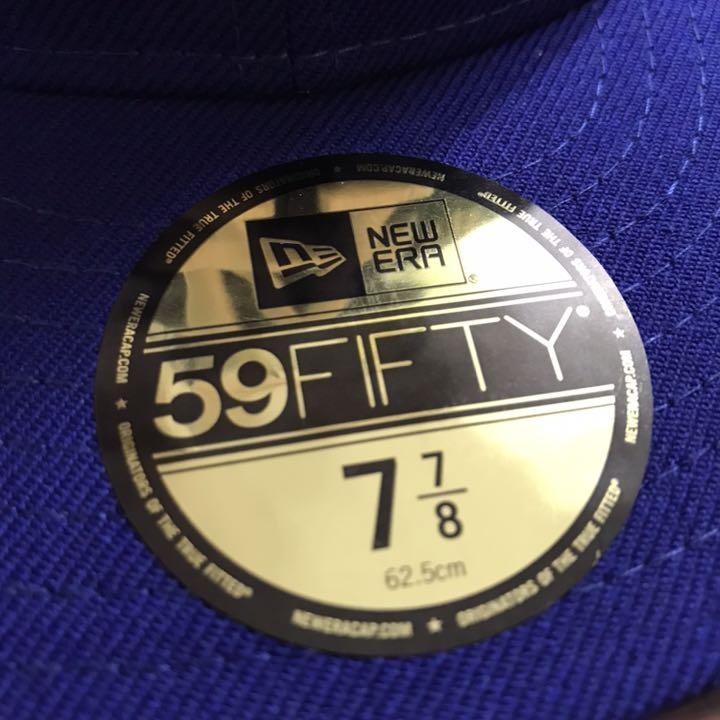 NEW
ERA®
59FIFTY®
7 7/8
62.5cm
NEWERACAP.COM ★ ORIGINATORS OF THE TRUE FITTED®
NEWERACAP.COM ★ ORIGINATORS OF THE TRUE FITTED®
NEWERACAP.COM ★ ORIGINATORS OF THE TRUE FITTED®
NEWERACAP.COM ★ ORIGINATORS OF THE TRUE FITTED®